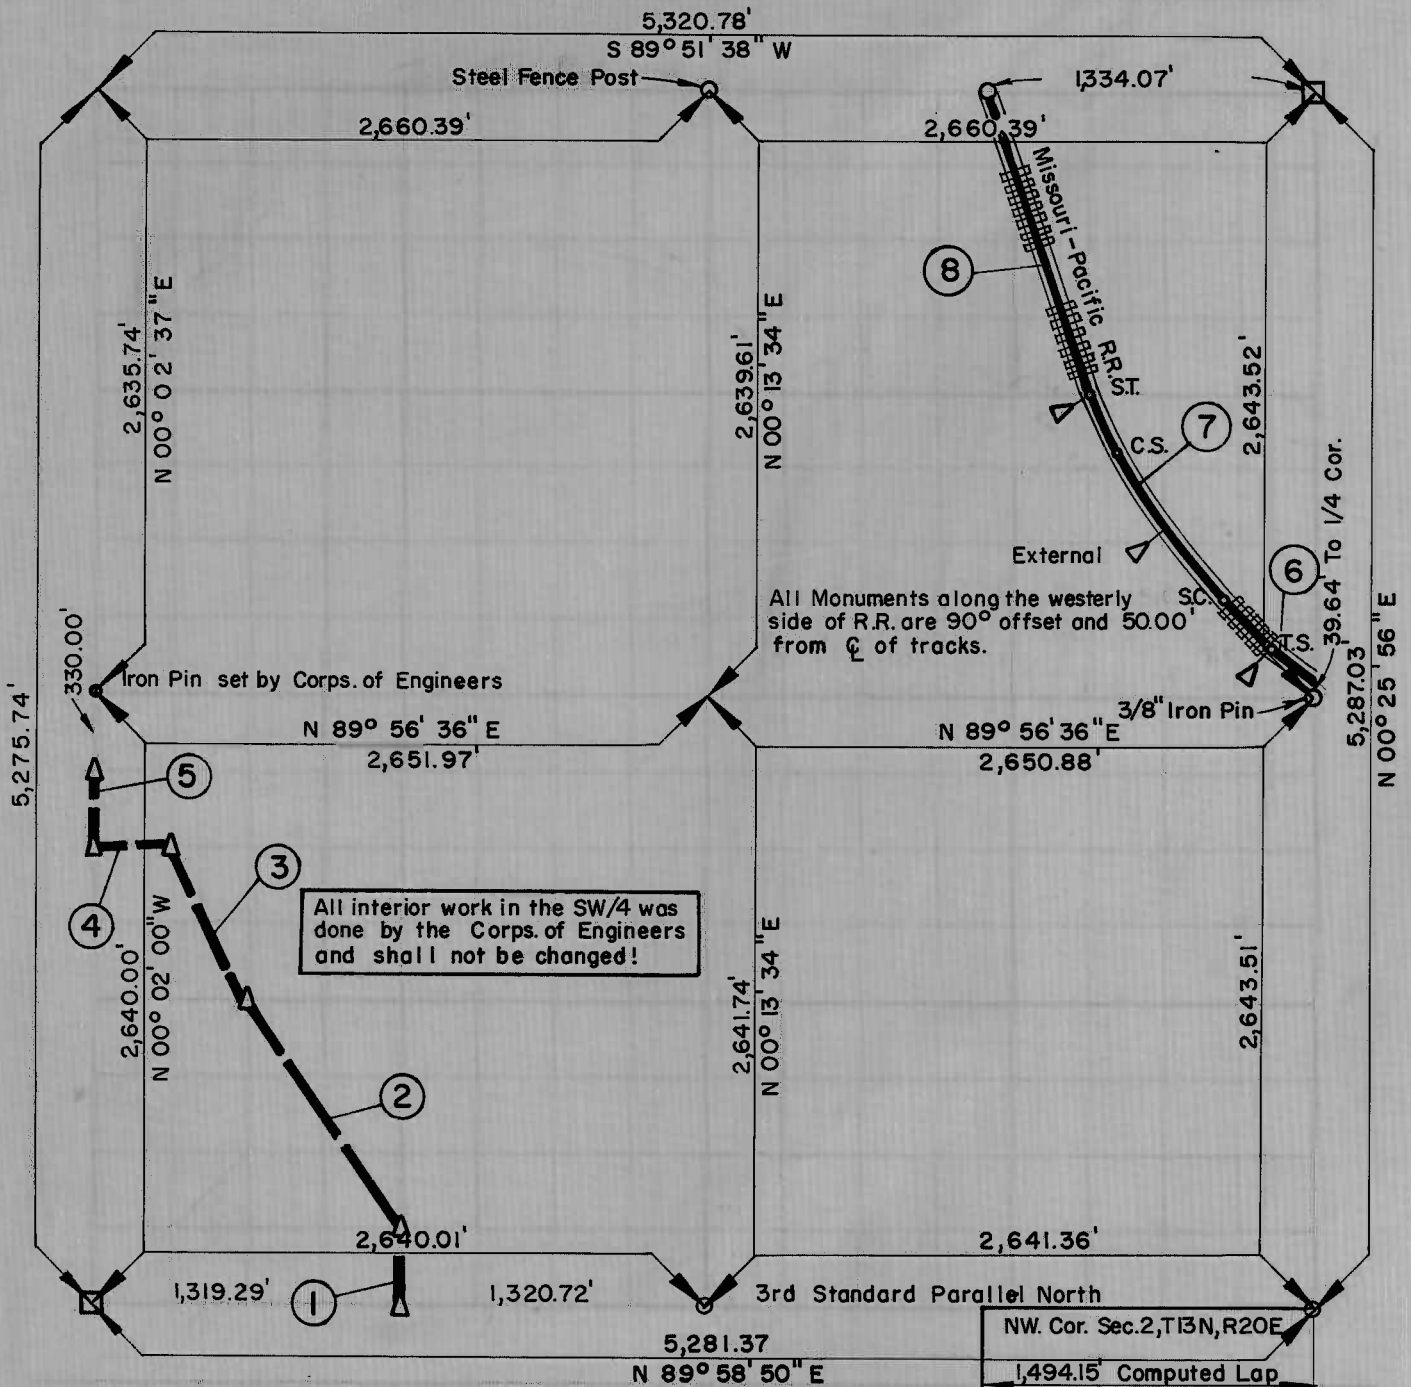 5,320.78'
S 89° 51' 38" W
Steel Fence Post
1,334.07'
2,660.39'
2,660.39'
Missouri-Pacific R.R.
8
2,635.74'
N 00° 02' 37" E
2,639.61'
N 00° 13' 34" E
2,643.52'
S.T.
7
C.S.
External
6
39.64' To 1/4 Cor.
All Monuments along the westerly
side of R.R. are 90° offset and 50.00'
from ℄ of tracks.
S.C.
T.S.
330.00'
Iron Pin set by Corps. of Engineers
3/8" Iron Pin
5,275.74'
5,287.03'
N 00° 25' 56" E
N 89° 56' 36" E
2,651.97'
N 89° 56' 36" E
2,650.88'
5
3
4
All interior work in the SW/4 was
done by the Corps. of Engineers
and shall not be changed!
2,640.00'
N 00° 02' 00" W
2,641.74'
N 00° 13' 34" E
2,643.51'
2
2,640.01'
2,641.36'
1,319.29'
1
1,320.72'
3rd Standard Parallel North
NW. Cor. Sec.2,T13N,R20E
5,281.37
N 89° 58' 50" E
1,494.15' Computed Lap